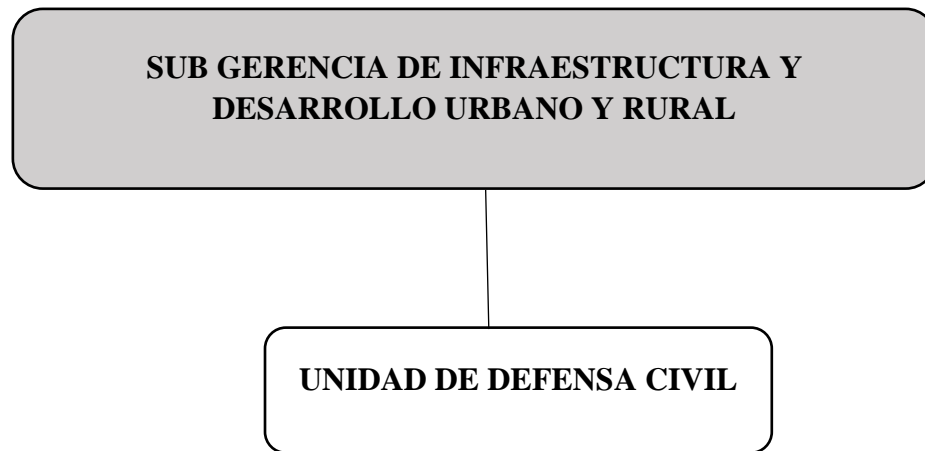 SUB GERENCIA DE INFRAESTRUCTURA Y
DESARROLLO URBANO Y RURAL
UNIDAD DE DEFENSA CIVIL